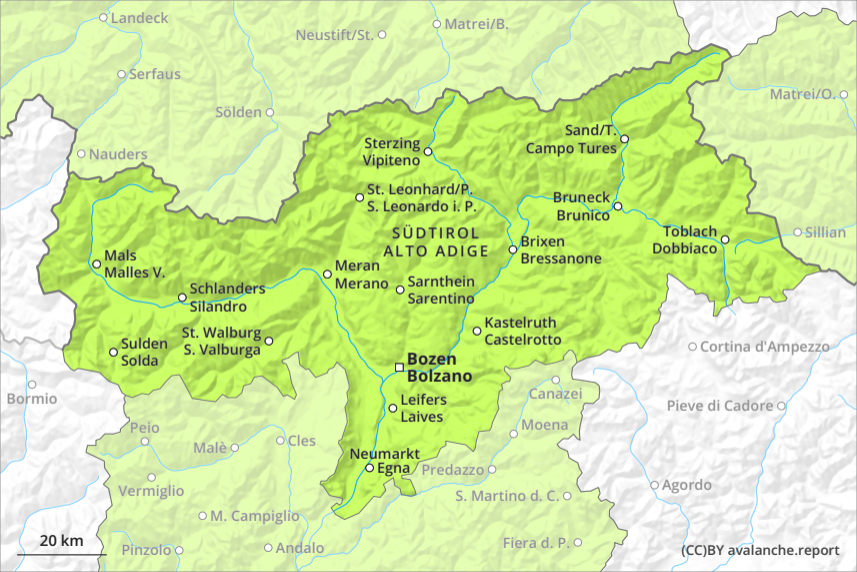 Landeck
Matrei/B.
Neustift/St.
Serfaus
Matrei/O.
Sölden
Sand/T.
Campo Tures
Sterzing
Vipiteno
Nauders
St. Leonhard/P.
S. Leonardo i. P.
Bruneck
Brunico
SÜDTIROL
ALTO ADIGE
Toblach
Dobbiaco
Sillian
Brixen
Bressanone
Mals
Malles V.
Meran
Merano
Sarnthein
Sarentino
Schlanders
Silandro
Kastelruth
Castelrotto
St. Walburg
S. Valburga
Sulden
Solda
Cortina d'Ampezzo
Bozen
Bolzano
Bormio
Canazei
Leifers
Laives
Pieve di Cadore
Peio
Moena
Cles
Malè
Neumarkt
Egna
Predazzo
Vermiglio
Agordo
S. Martino d. C.
M. Campiglio
20 km
Fiera d. P.
Pinzolo
Andalo
(CC)BY avalanche.report